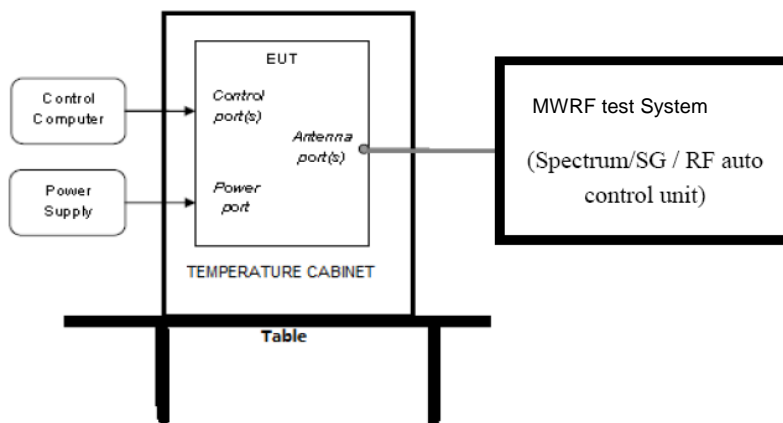 EUT
Control
Computer
Control
port(s)
Antenna
port(s)
Power
Supply
Power
port
TEMPERATURE CABINET
Table
MWRF test System
(Spectrum/SG / RF auto
control unit)